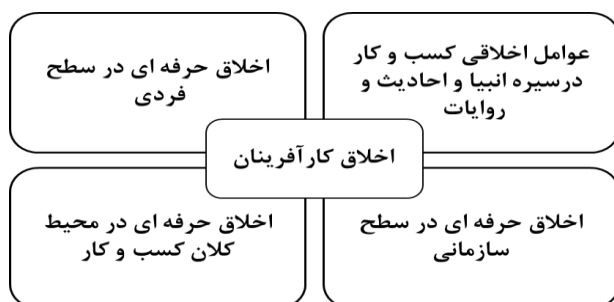 عوامل اخلاقی کسب و کار
درسیره انبیا و احادیث و
روایات
اخلاق حرفه ای در سطح
فردی
اخلاق کارآفرینان
اخلاق حرفه ای در سطح
سازمانی
اخلاق حرفه ای در محیط
کلان کسب و کار